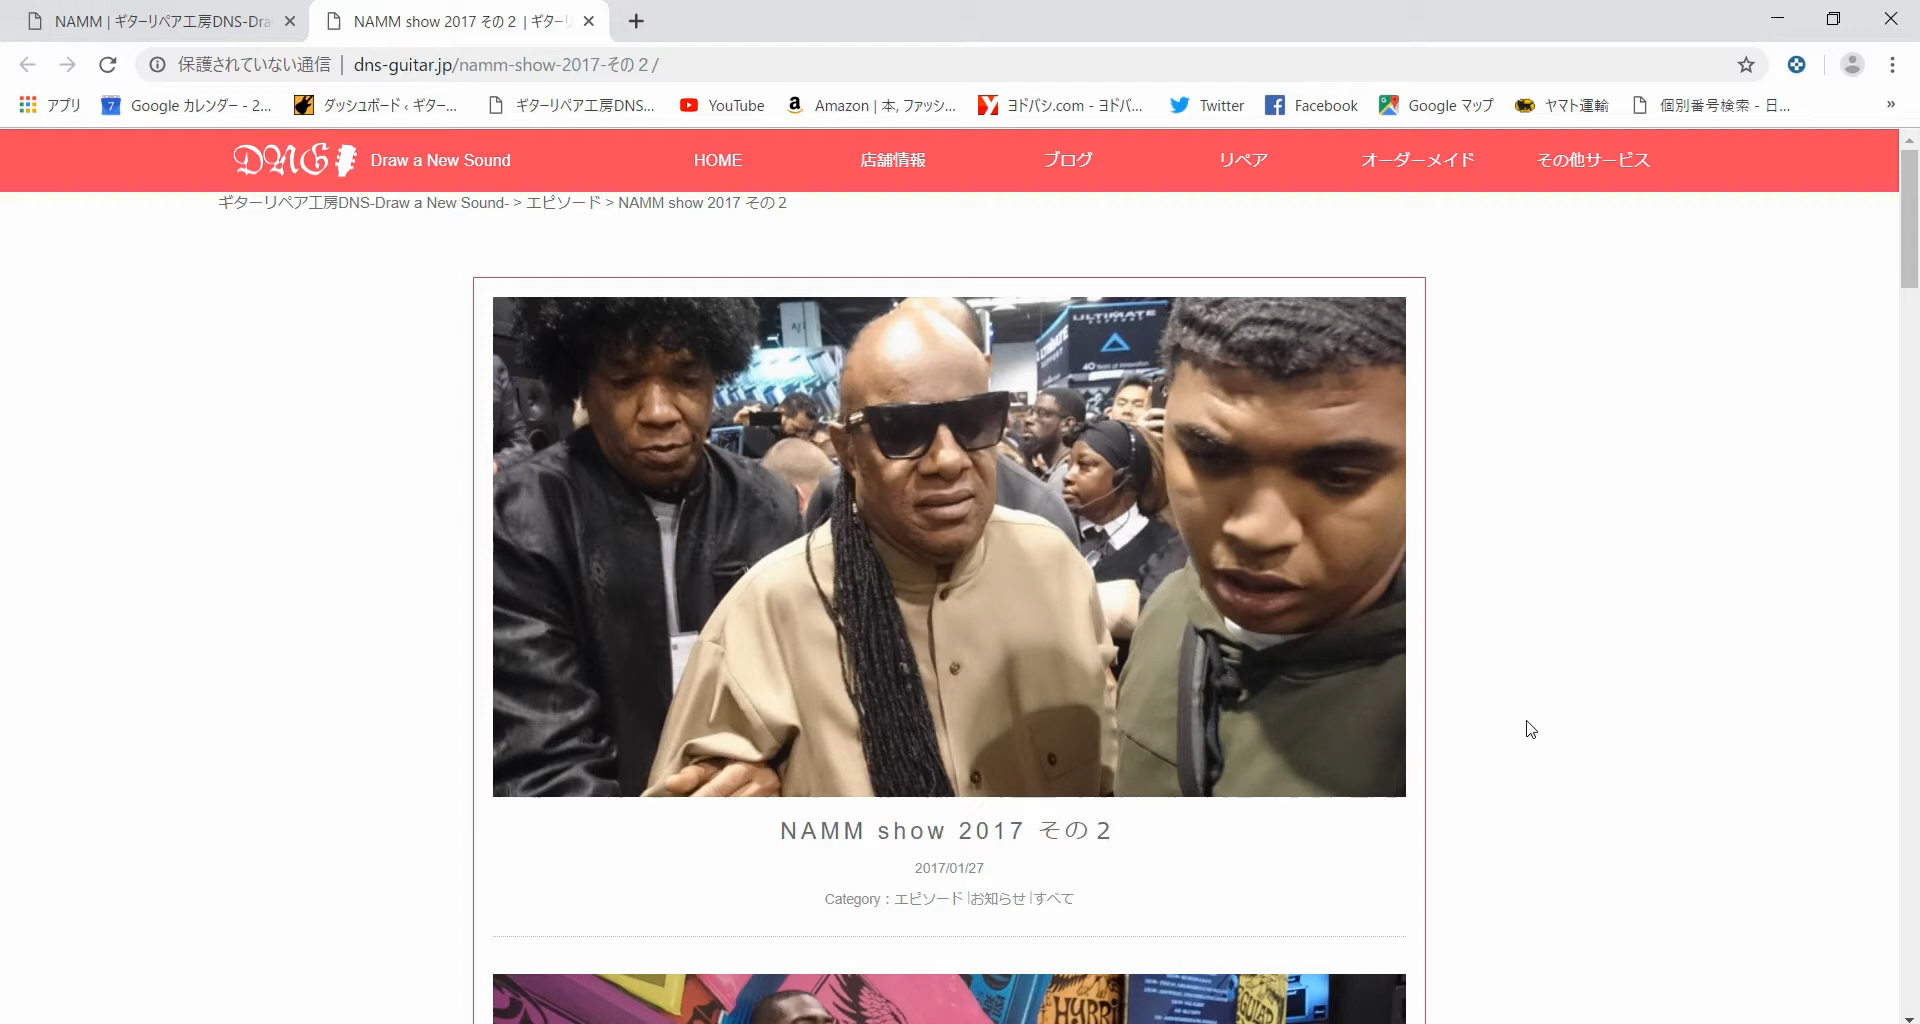 NAMM | ギターリペア工房DNS-Dra
NAMM show 2017 その２ | ギターリ
保護されていない通信 | dns-guitar.jp/namm-show-2017-その２/
アプリ
Google カレンダー - 2...
ダッシュボード ‹ ギター...
ギターリペア工房DNS...
YouTube
Amazon | 本, ファッシ...
ヨドバシ.com - ヨドバ...
Twitter
Facebook
Google マップ
ヤマト運輸
個別番号検索 - 日...
»
DNS Draw a New Sound
HOME
店舗情報
ブログ
リペア
オーダーメイド
その他サービス
ギターリペア工房DNS-Draw a New Sound- > エピソード > NAMM show 2017 その２
ULTIMATE
SUPPORT
ULTIMATE
40 Years of Innovation
NAMM show 2017 その２
2017/01/27
Category：エピソード |お知らせ |すべて
HYBRI